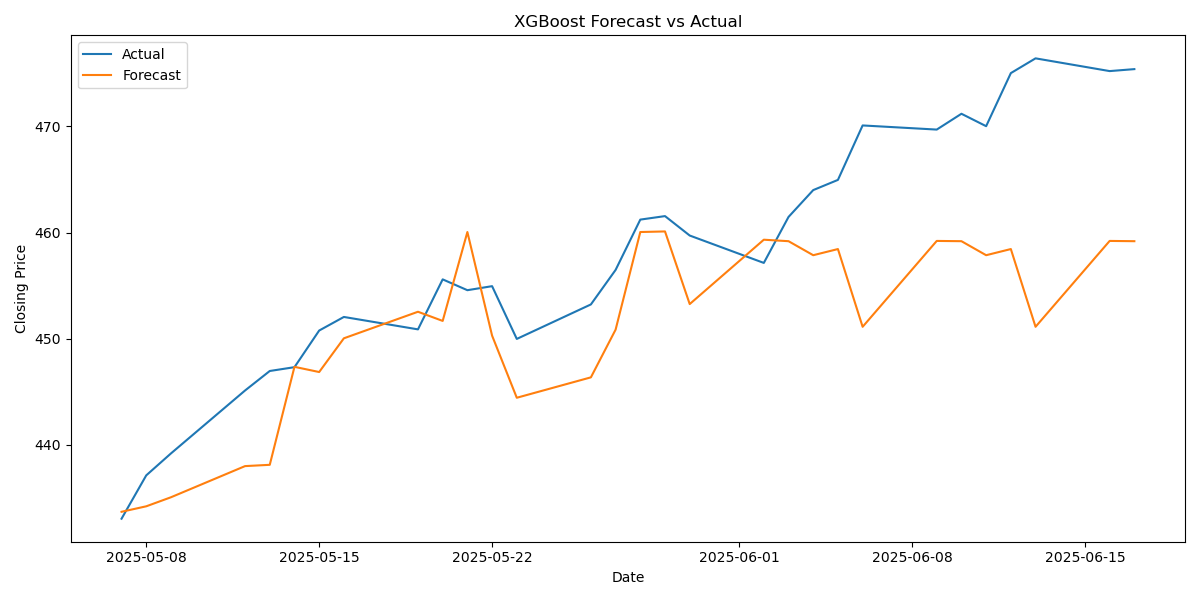 XGBoost Forecast vs Actual
Actual
Forecast
Closing Price
470
460
450
440
2025-05-08
2025-05-15
2025-05-22
2025-06-01
2025-06-08
2025-06-15
Date